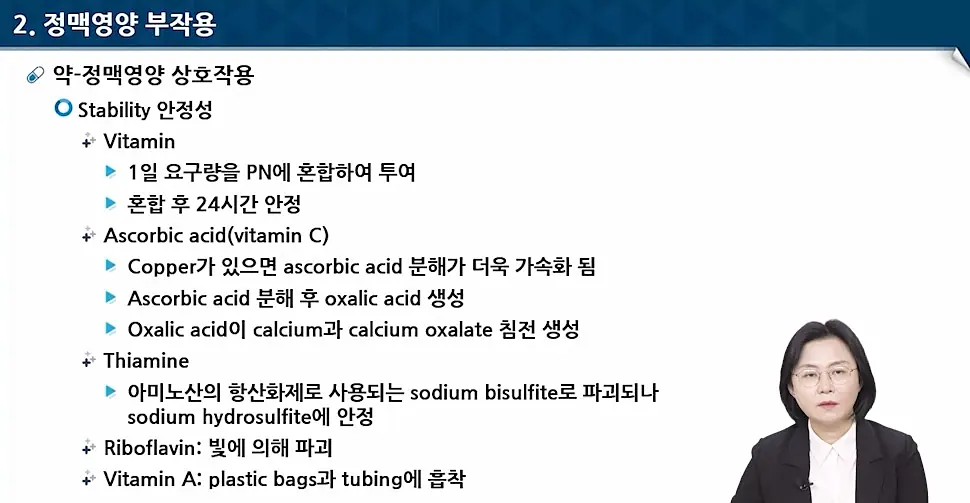 2. 정맥영양 부작용
약-정맥영양 상호작용
Stability 안정성
Vitamin
1일 요구량을 PN에 혼합하여 투여
혼합 후 24시간 안정
Ascorbic acid(vitamin C)
Copper가 있으면 ascorbic acid 분해가 더욱 가속화 됨
Ascorbic acid 분해 후 oxalic acid 생성
Oxalic acid이 calcium과 calcium oxalate 침전 생성
Thiamine
아미노산의 항산화제로 사용되는 sodium bisulfite로 파괴되나
sodium hydrosulfite에 안정
Riboflavin: 빛에 의해 파괴
Vitamin A: plastic bags과 tubing에 흡착